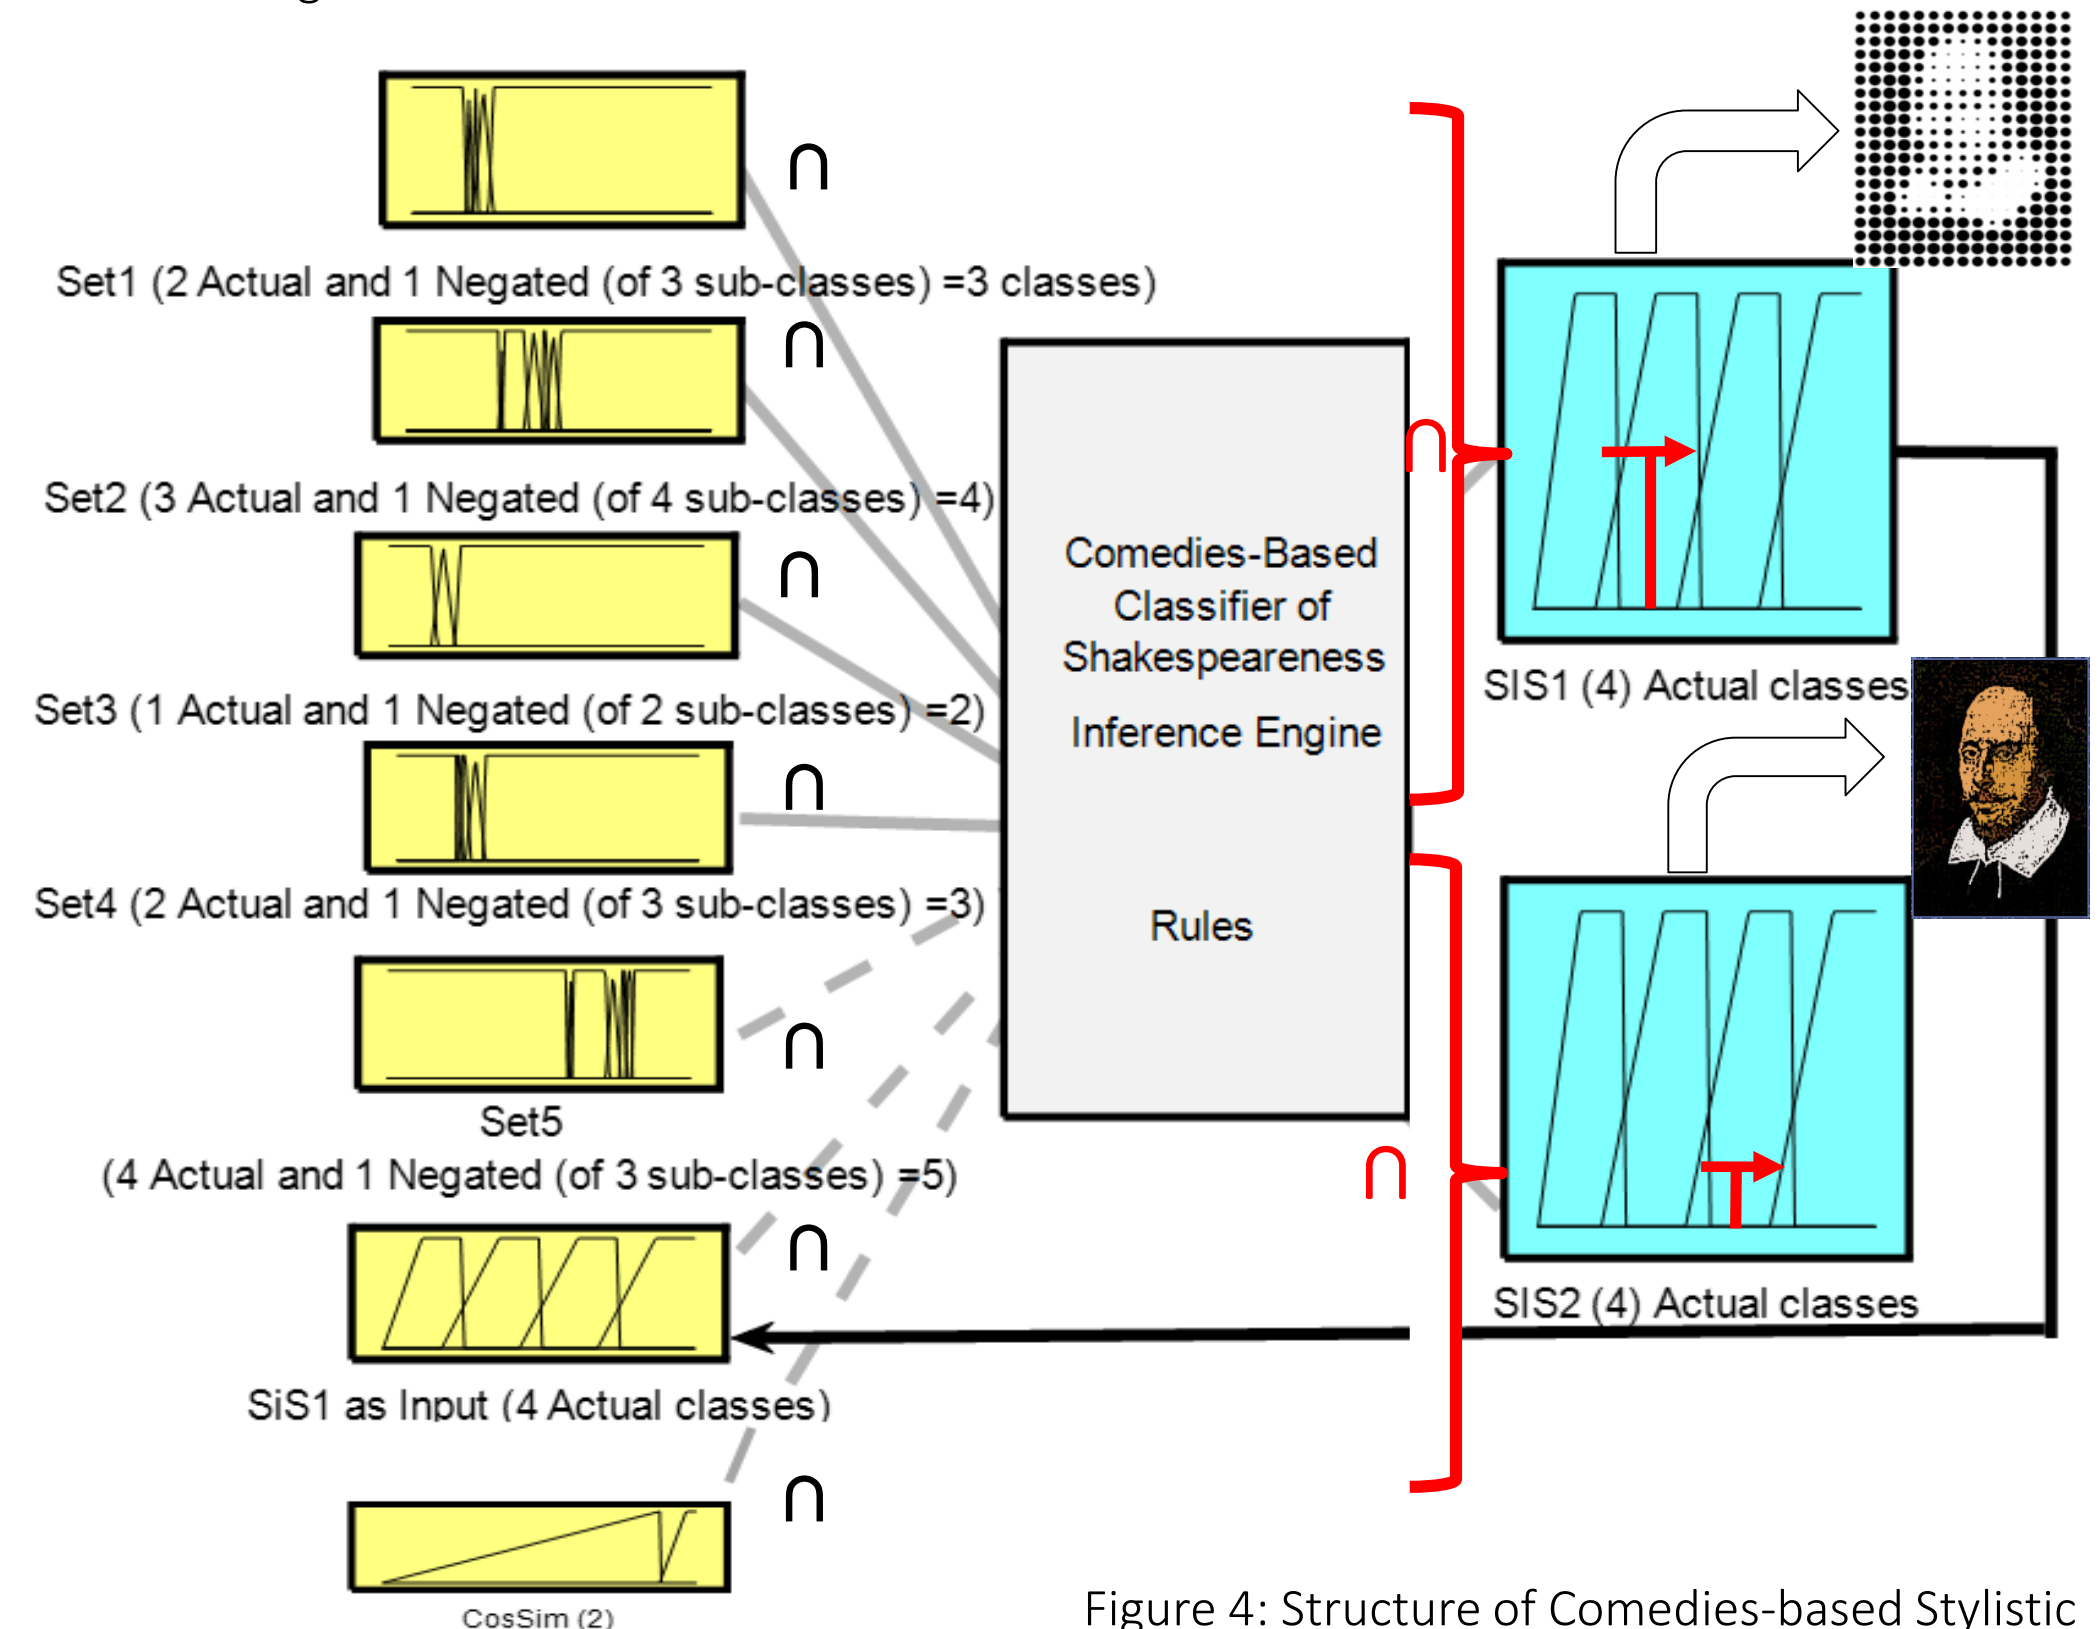 ∩
Set1 (2 Actual and 1 Negated (of 3 sub-classes) =3 classes)
∩
Set2 (3 Actual and 1 Negated (of 4 sub-classes) =4)
∩
Set3 (1 Actual and 1 Negated (of 2 sub-classes) =2)
∩
Set4 (2 Actual and 1 Negated (of 3 sub-classes) =3)
∩
Set5
(4 Actual and 1 Negated (of 3 sub-classes) =5)
∩
SiS1 as Input (4 Actual classes)
∩
CosSim (2)
Comedies-Based
Classifier of
Shakespeareness
Inference Engine
Rules
∩
∩
SIS1 (4) Actual classes
SIS2 (4) Actual classes
Figure 4: Structure of Comedies-based Stylistic